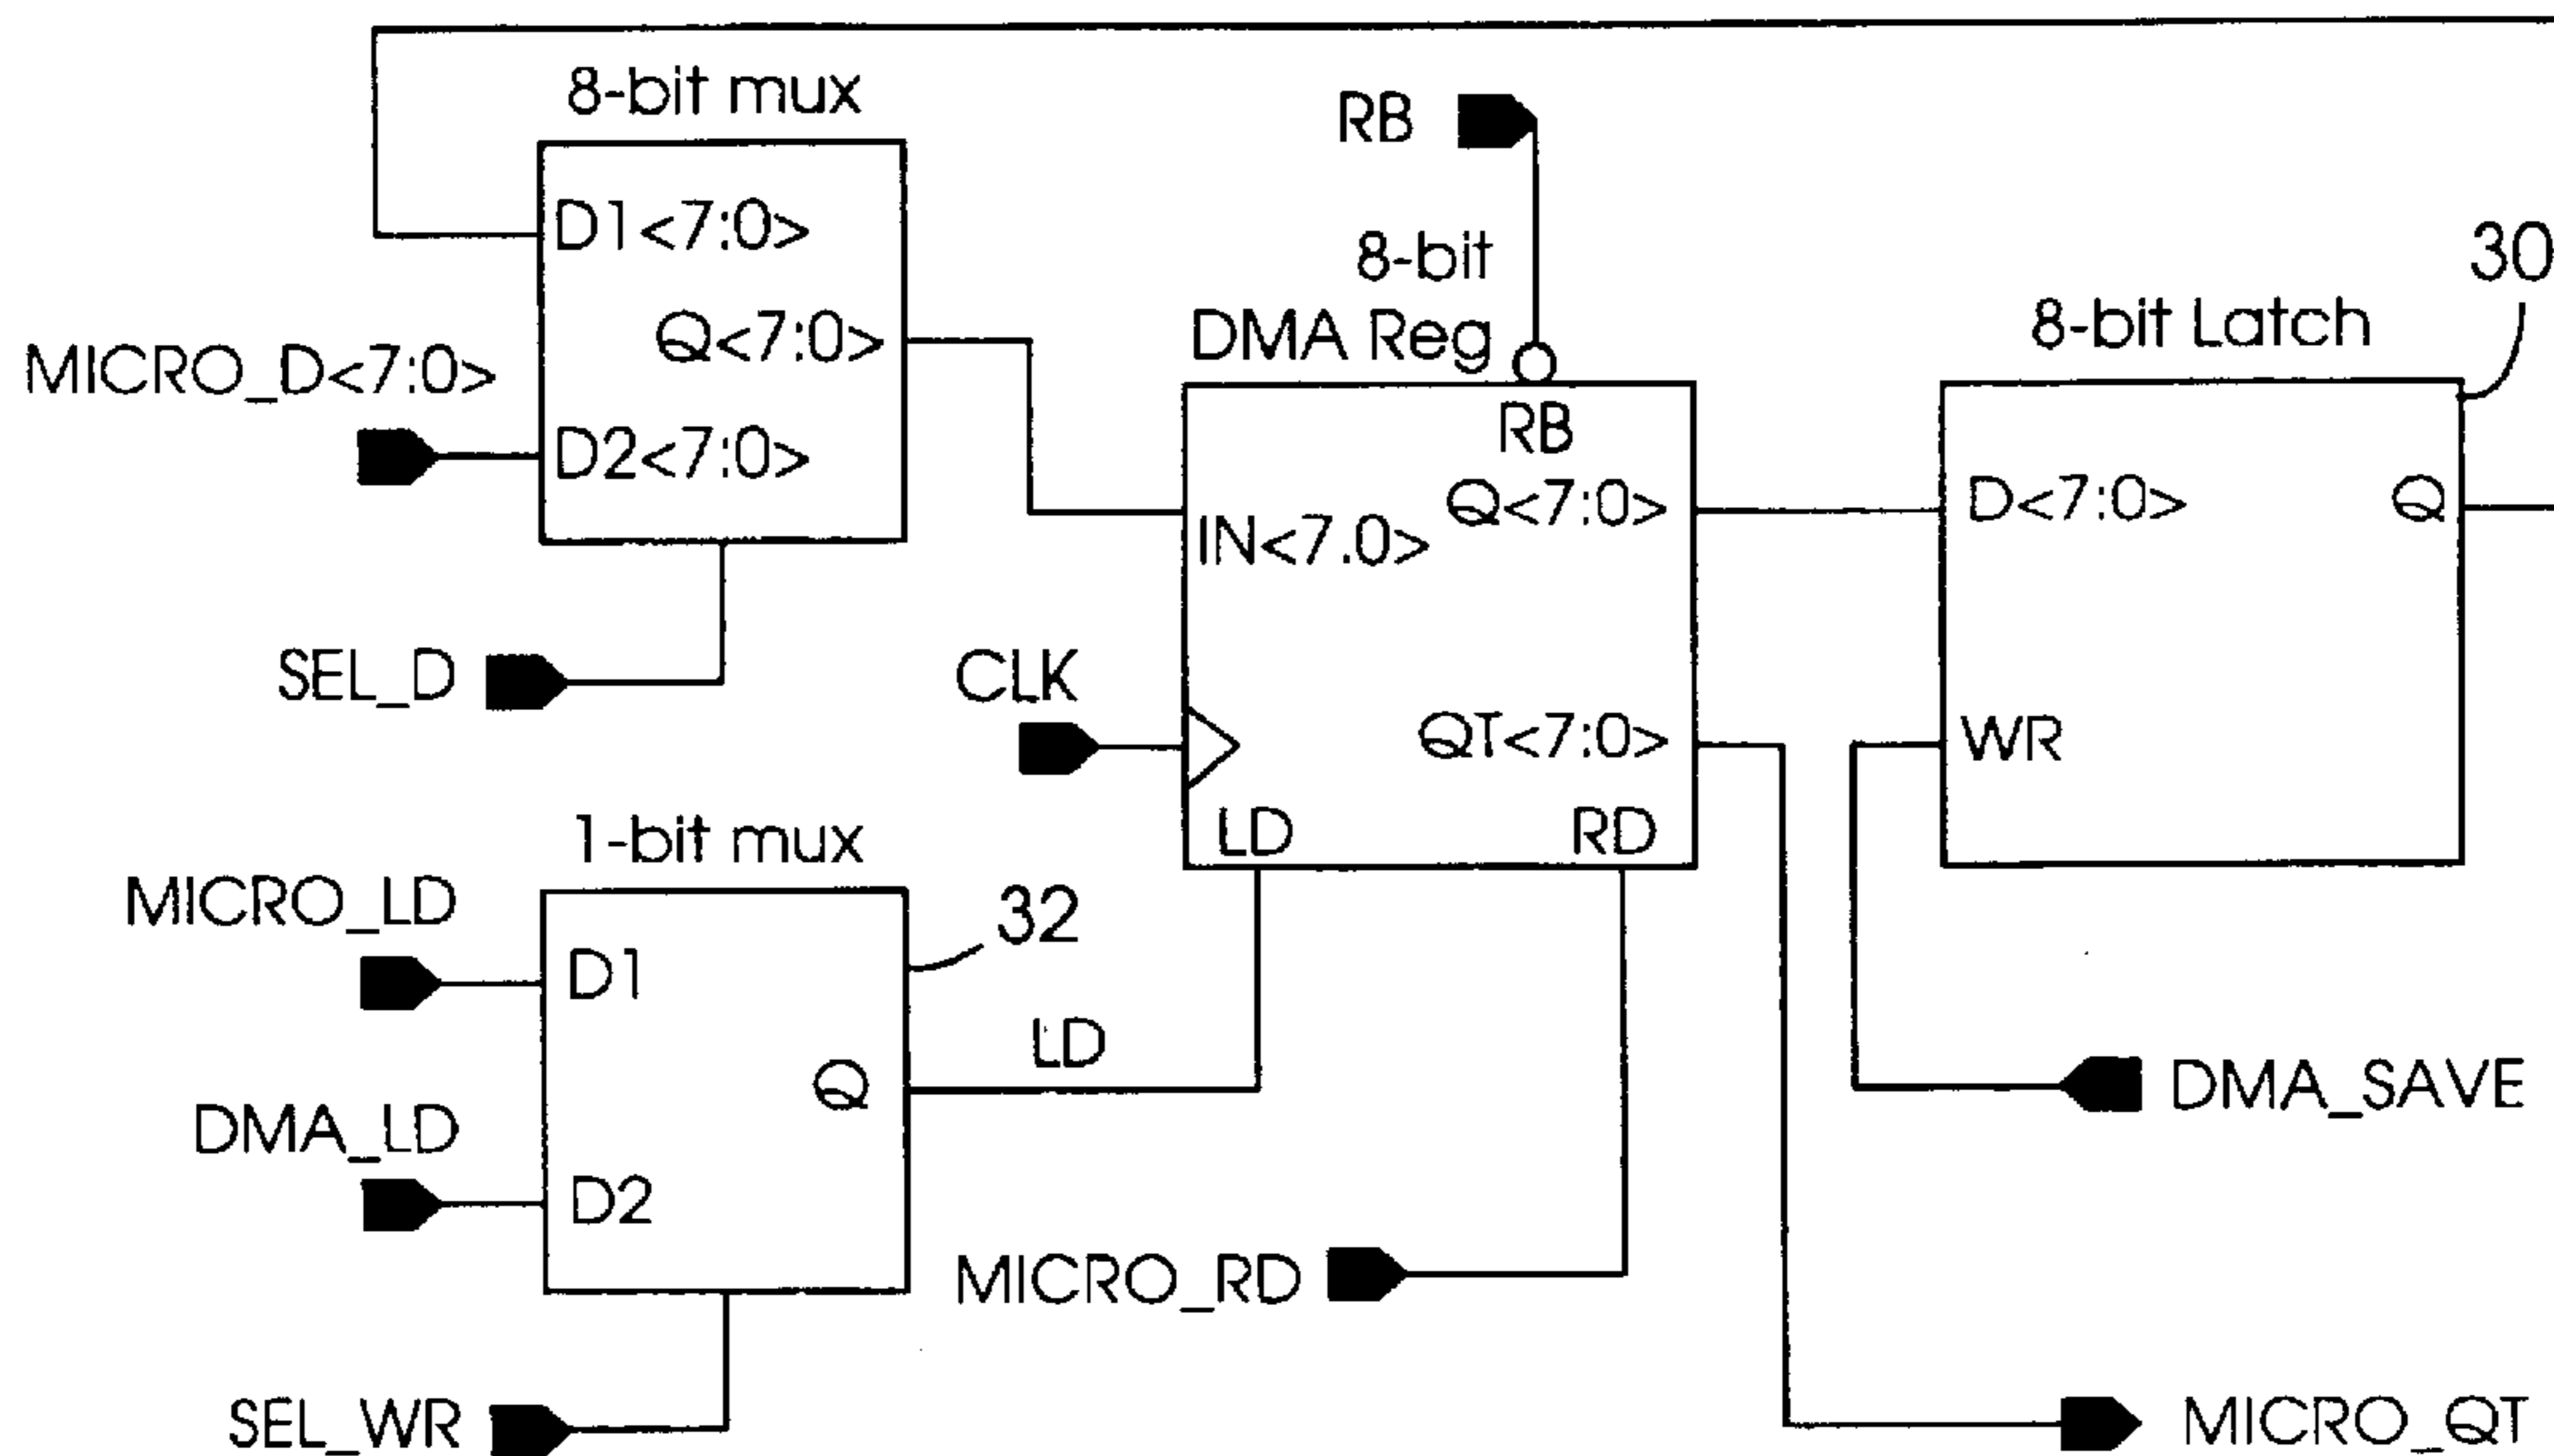 8-bit mux
D1<7:0>
Q<7:0>
MICRO_D<7:0>
D2<7:0>
SEL_D
RB
8-bit
DMA Reg
RB
Q<7:0>
IN<7.0>
CLK
QT<7:0>
LD
RD
30
8-bit Latch
D<7:0>
Q
WR
1-bit mux
MICRO_LD
32
D1
LD
Q
DMA_LD
D2
SEL_WR
MICRO_RD
DMA_SAVE
MICRO_QT